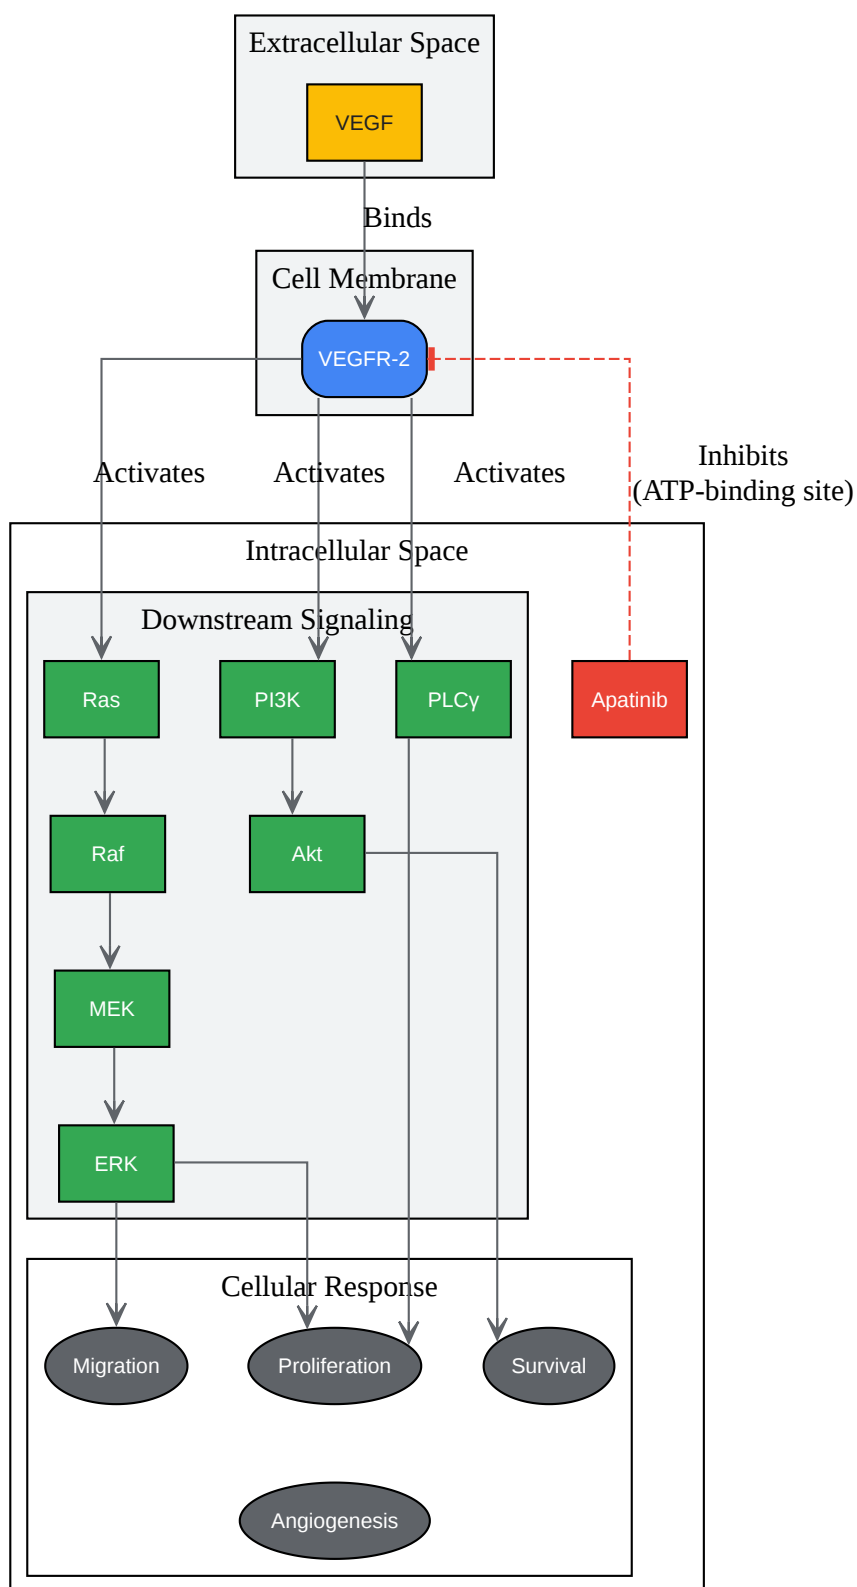 Extracellular Space
VEGF
Binds
Cell Membrane
VEGFR-2
Activates
Activates
Activates
Inhibits
(ATP-binding site)
Intracellular Space
Downstream Signaling
Ras
PI3K
PLCγ
Apatinib
Raf
Akt
MEK
ERK
Cellular Response
Migration
Proliferation
Survival
Angiogenesis